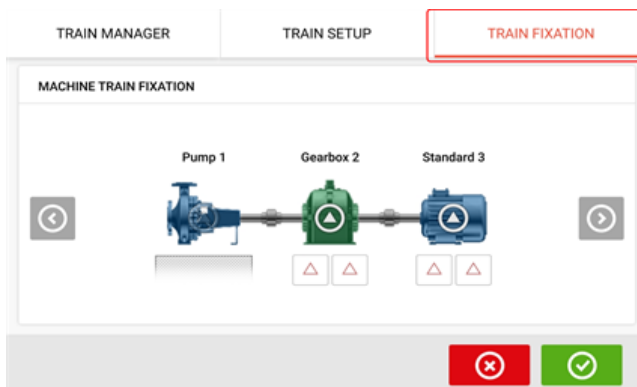 TRAIN MANAGER
TRAIN SETUP
TRAIN FIXATION
MACHINE TRAIN FIXATION
Pump 1
Gearbox 2
Standard 3